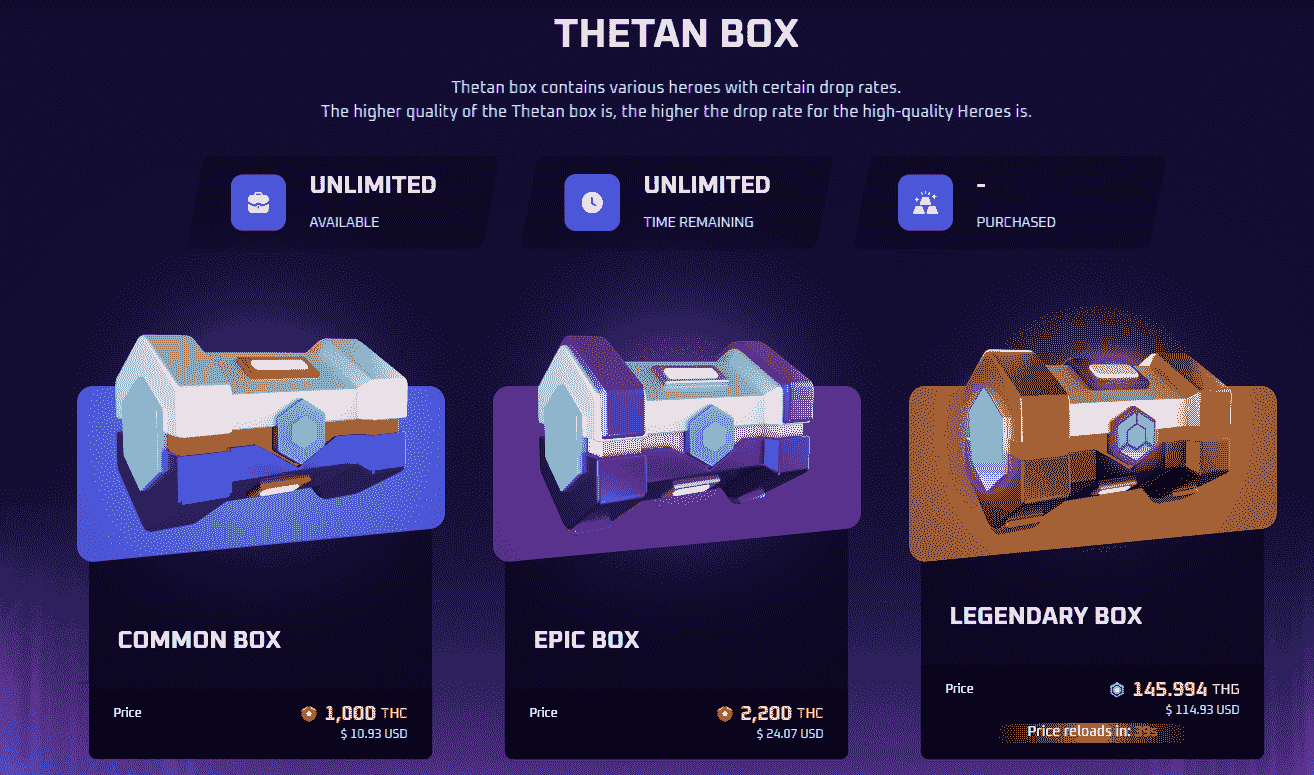 THETAN BOX
Thetan box contains various heroes with certain drop rates.
The higher quality of the Thetan box is, the higher the drop rate for the high-quality Heroes is.
UNLIMITED
AVAILABLE
UNLIMITED
TIME REMAINING
-
PURCHASED
COMMON BOX
Price 1,000 THC
$ 10.93 USD
EPIC BOX
Price 2,200 THC
$ 24.07 USD
LEGENDARY BOX
Price 145.994 THG
$ 114.93 USD
Price reloads in: 39s